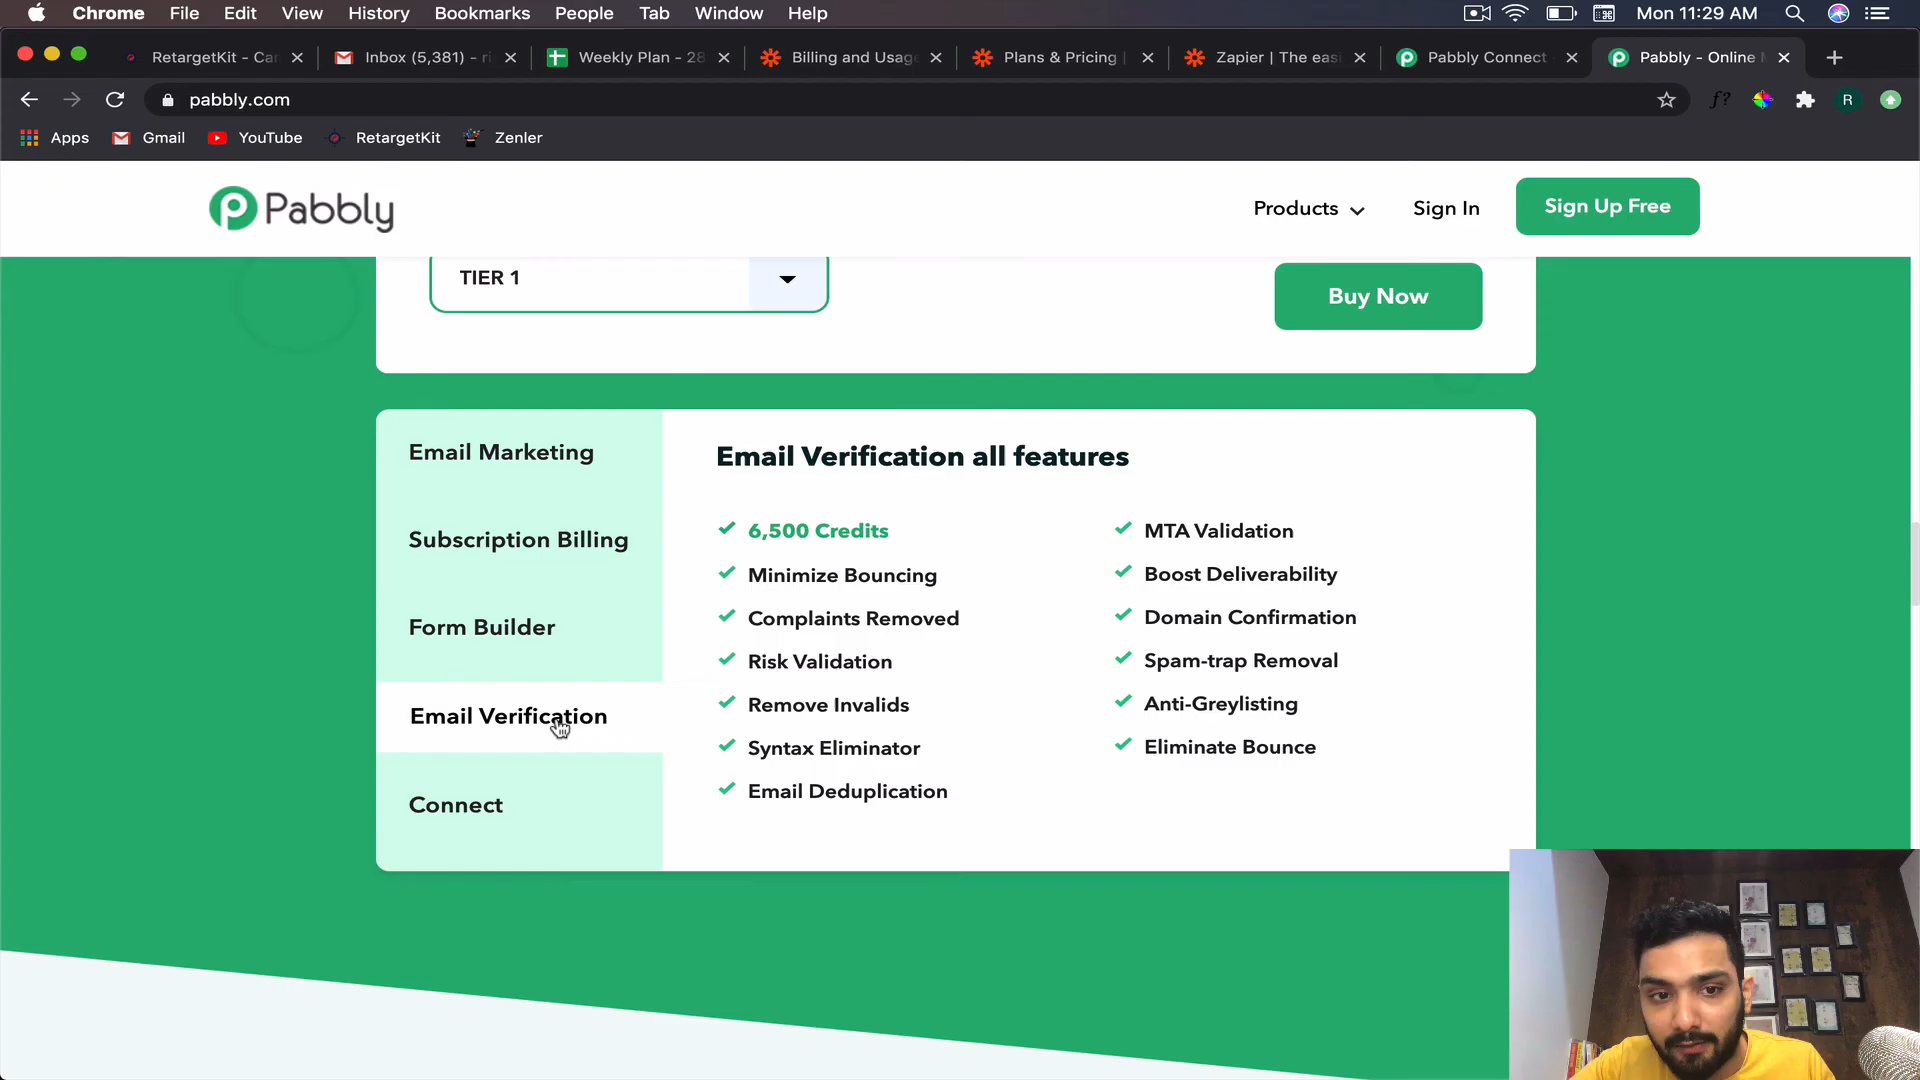 Chrome File Edit View History Bookmarks People Tab Window Help Mon 11:29 AM
RetargetKit - Ca Inbox (5,381) - ri Weekly Plan - 28 Billing and Usage Plans & Pricing | Zapier | The easi Pabbly Connect Pabbly - Online M
pabbly.com f? R
Apps Gmail YouTube RetargetKit Zenler
Pabbly Products Sign In Sign Up Free
TIER 1
Buy Now
Email Marketing
Subscription Billing
Form Builder
Email Verification
Connect
Email Verification all features
6,500 Credits
Minimize Bouncing
Complaints Removed
Risk Validation
Remove Invalids
Syntax Eliminator
Email Deduplication
MTA Validation
Boost Deliverability
Domain Confirmation
Spam-trap Removal
Anti-Greylisting
Eliminate Bounce